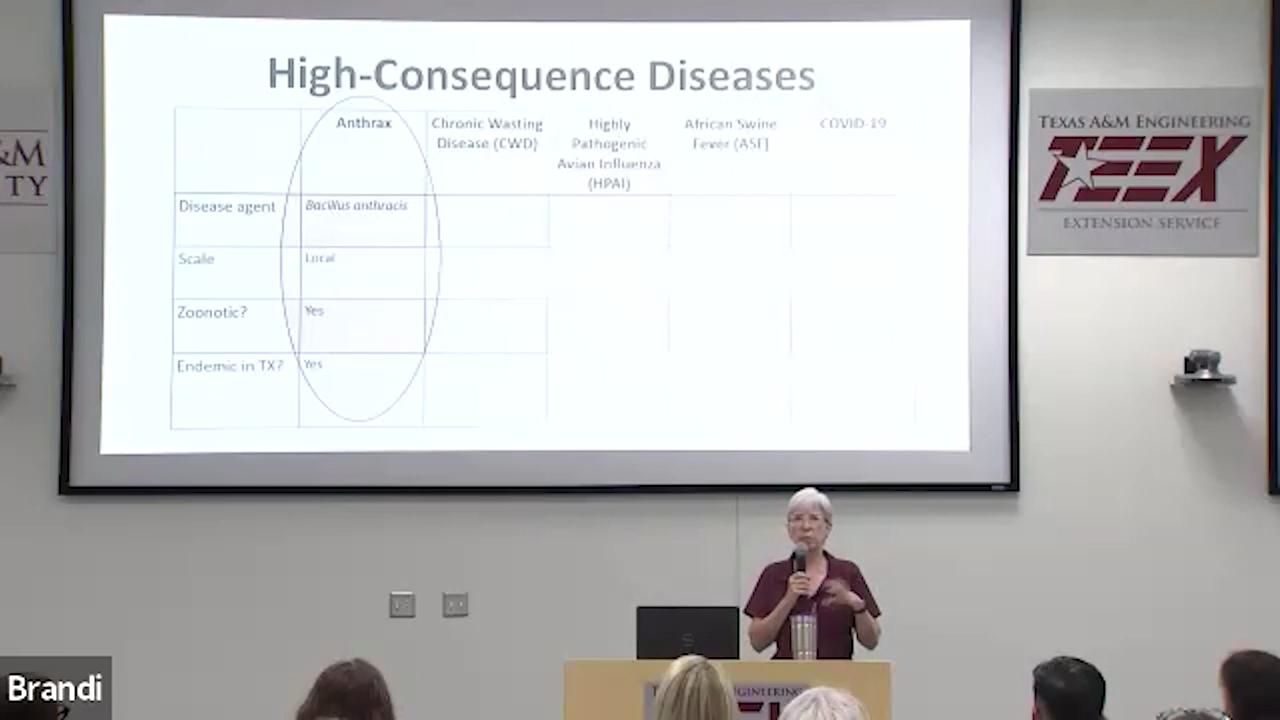 High-Consequence Diseases
Anthrax
Chronic Wasting
Disease (CWD)
Highly
Pathogenic
Avian Influenza
(HPAI)
African Swine
Fever (ASF)
COVID-19
Disease agent
Bacillus anthracis
Scale
Local
Zoonotic?
Yes
Endemic in TX?
Yes
TEXAS A&M ENGINEERING
TEEX
EXTENSION SERVICE
&M
TY
Brandi